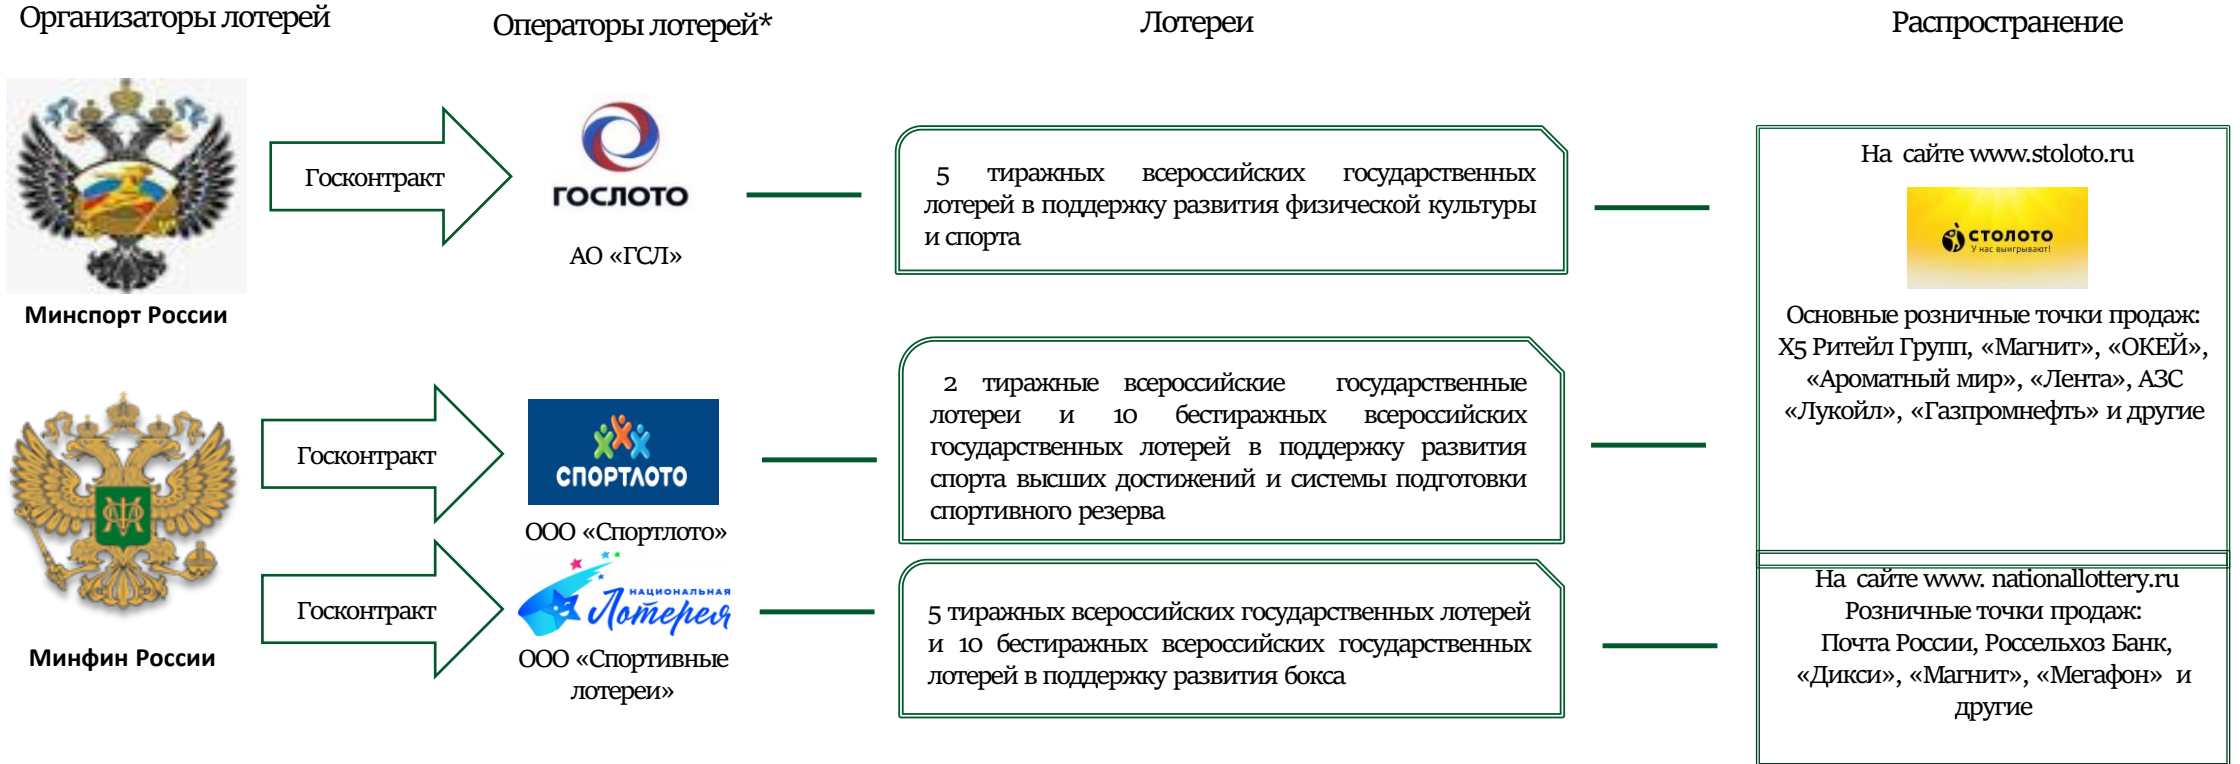 Организаторы лотерей
Операторы лотерей*
Лотереи
Распространение
Госконтракт
ГОСЛОТО
АО «ГСЛ»
Минспорт России
5 тиражных всероссийских государственных
лотерей в поддержку развития физической культуры
и спорта
На сайте www.stoloto.ru
СТОЛОТО
У нас выигрывают!
Основные розничные точки продаж:
X5 Ритейл Групп, «Магнит», «ОКЕЙ»,
«Ароматный мир», «Лента», АЗС
«Лукойл», «Газпромнефть» и другие
Госконтракт
СПОРТЛОТО
ООО «Спортлото»
2 тиражные всероссийские государственные
лотереи и 10 бестиражных всероссийских
государственных лотерей в поддержку развития
спорта высших достижений и системы подготовки
спортивного резерва
Минфин России
Госконтракт
НАЦИОНАЛЬНАЯ
Лотерея
ООО «Спортивные
лотереи»
5 тиражных всероссийских государственных лотерей
и 10 бестиражных всероссийских государственных
лотерей в поддержку развития бокса
На сайте www. nationallottery.ru
Розничные точки продаж:
Почта России, Россельхоз Банк,
«Дикси», «Магнит», «Мегафон» и
другие